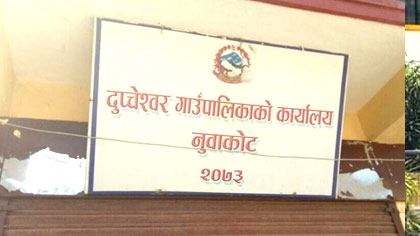 दुप्चेश्वर गाउँपालिकाको कार्यालय
नुवाकोट
२०७३